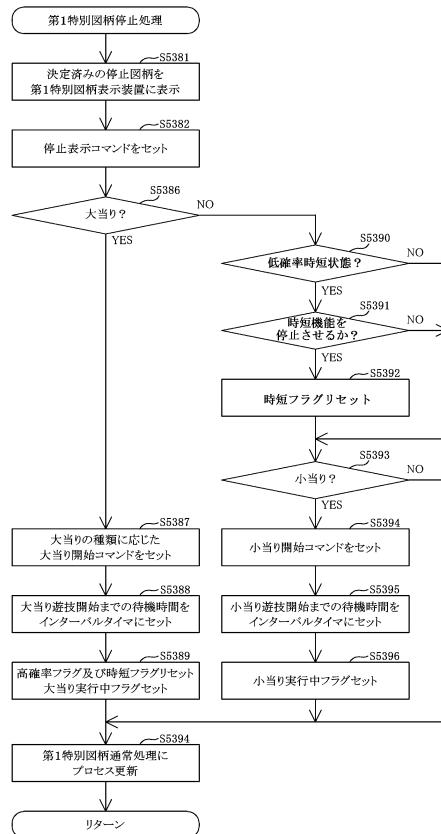 第1特別図柄停止処理
S5381
決定済みの停止図柄を
第1特別図柄表示装置に表示
S5382
停止表示コマンドをセット
S5386
大当り？
NO
YES
S5390
低確率時短状態？
NO
YES
S5391
時短機能を
停止させるか？
NO
YES
S5392
時短フラグリセット
S5393
小当り？
NO
YES
S5387
大当りの種類に応じた
大当り開始コマンドをセット
S5394
小当り開始コマンドをセット
S5388
大当り遊技開始までの待機時間を
インターバルタイマにセット
S5395
小当り遊技開始までの待機時間を
インターバルタイマにセット
S5389
高確率フラグ及び時短フラグリセット
大当り実行中フラグセット
S5396
小当り実行中フラグセット
S5394
第1特別図柄通常処理に
プロセス更新
リターン